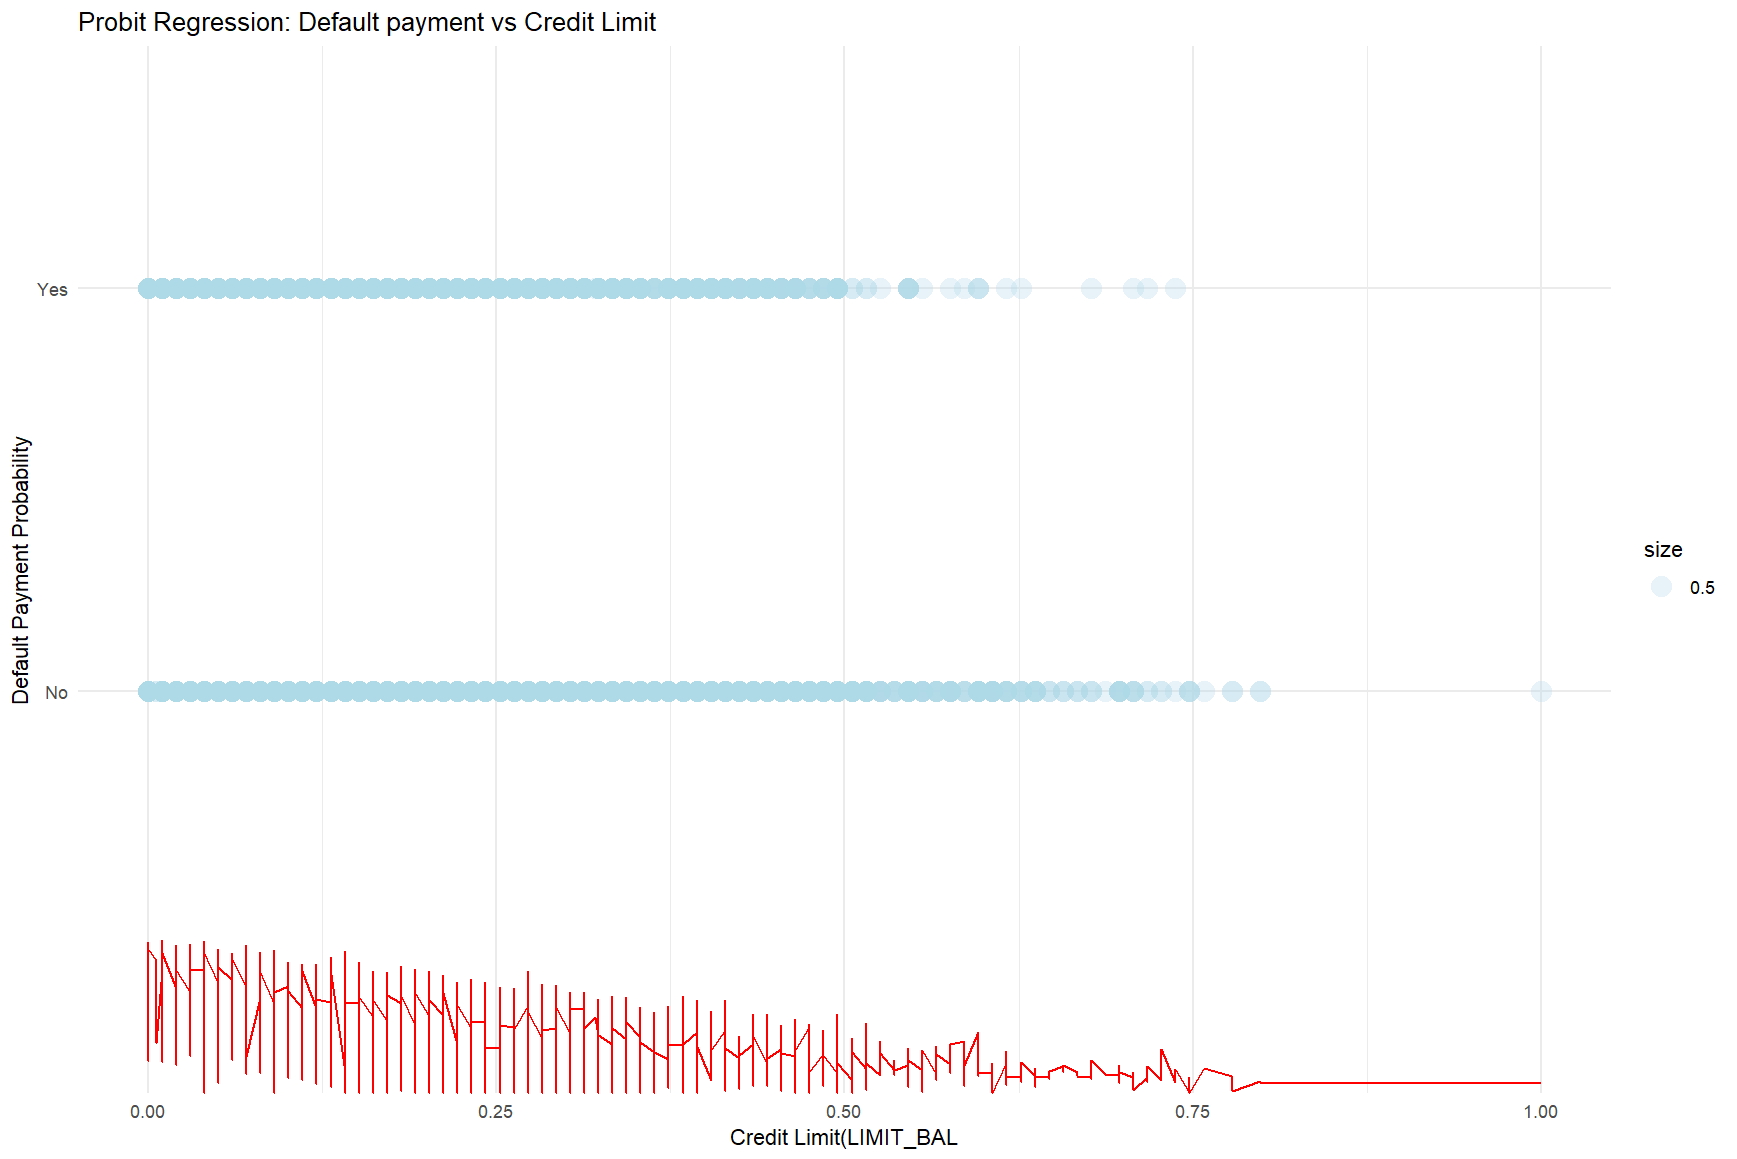 Probit Regression: Default payment vs Credit Limit
Default Payment Probability
Yes
No
0.00
0.25
0.50
0.75
1.00
Credit Limit(LIMIT_BAL
size
0.5